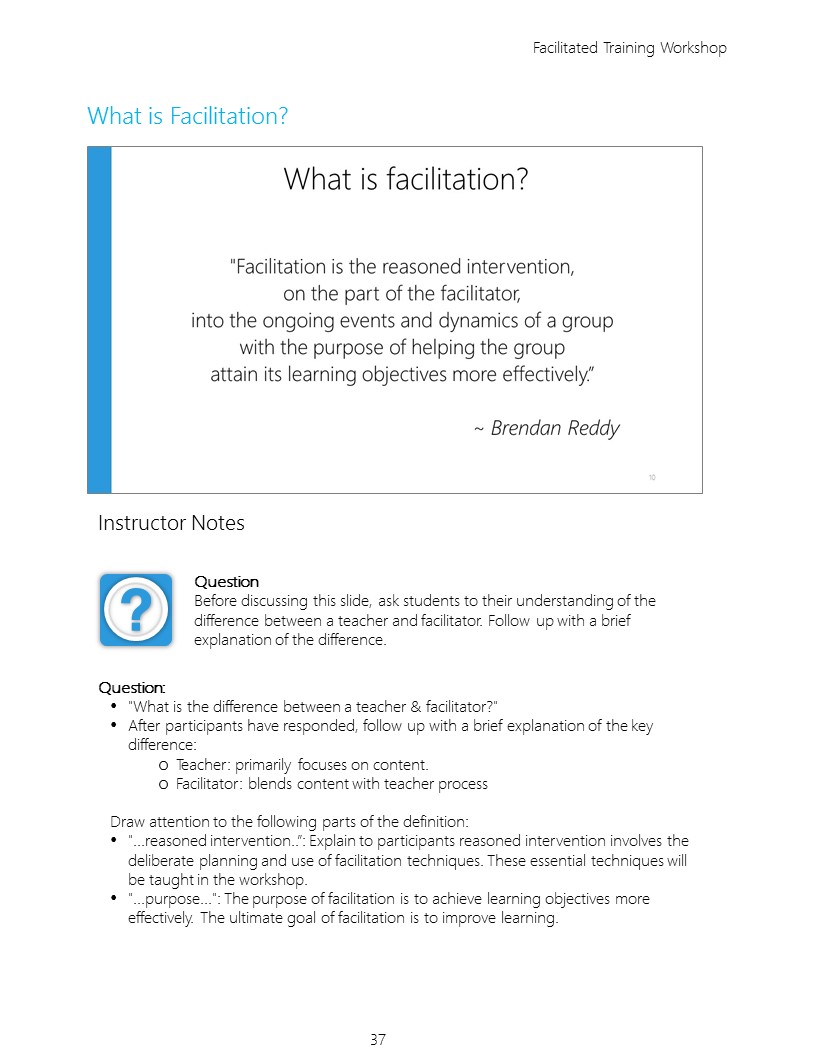 Facilitated Training Workshop
What is Facilitation?
What is facilitation?
"Facilitation is the reasoned intervention,
on the part of the facilitator,
into the ongoing events and dynamics of a group
with the purpose of helping the group
attain its learning objectives more effectively.”
~ Brendan Reddy
10
Instructor Notes
?
Question
Before discussing this slide, ask students to their understanding of the
difference between a teacher and facilitator. Follow up with a brief
explanation of the difference.
Question:
• "What is the difference between a teacher & facilitator?"
• After participants have responded, follow up with a brief explanation of the key
difference:
o Teacher: primarily focuses on content.
o Facilitator: blends content with teacher process
Draw attention to the following parts of the definition:
• "...reasoned intervention..”: Explain to participants reasoned intervention involves the
deliberate planning and use of facilitation techniques. These essential techniques will
be taught in the workshop.
• "...purpose...": The purpose of facilitation is to achieve learning objectives more
effectively. The ultimate goal of facilitation is to improve learning.
37